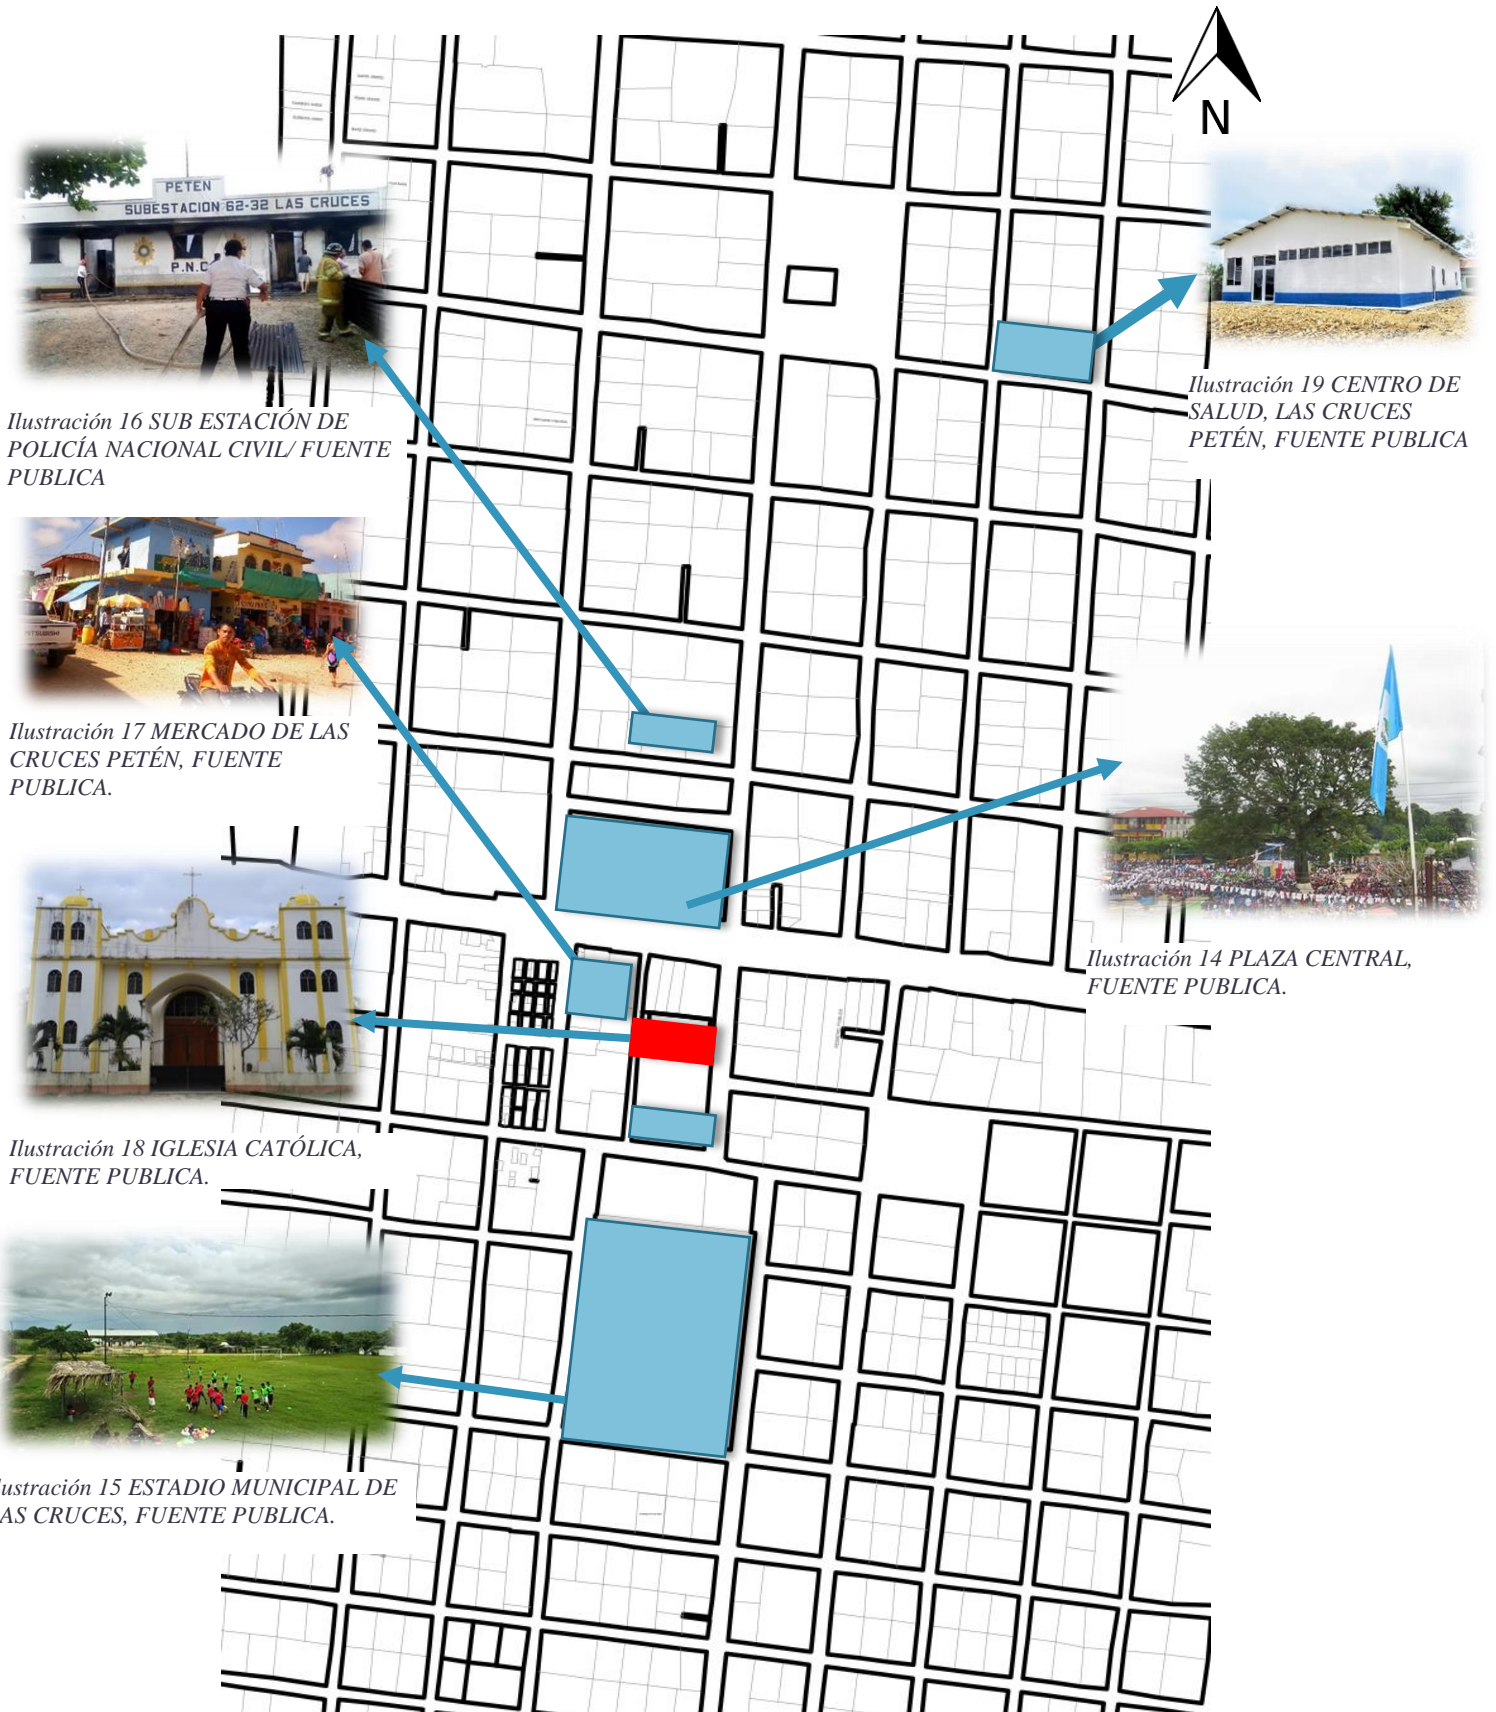 N
PETEN
SUBESTACION 62-32 LAS CRUCES
P.N.C
Ilustración 16 SUB ESTACIÓN DE
POLICÍA NACIONAL CIVIL/ FUENTE
PUBLICA
Ilustración 19 CENTRO DE
SALUD, LAS CRUCES
PETÉN, FUENTE PUBLICA
Ilustración 17 MERCADO DE LAS
CRUCES PETÉN, FUENTE
PUBLICA.
Ilustración 14 PLAZA CENTRAL,
FUENTE PUBLICA.
Ilustración 18 IGLESIA CATÓLICA,
FUENTE PUBLICA.
lustración 15 ESTADIO MUNICIPAL DE
AS CRUCES, FUENTE PUBLICA.